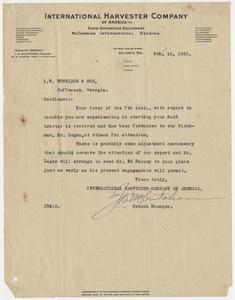 INTERNATIONAL HARVESTER COMPANY
OF AMERICA
FARM OPERATING EQUIPMENT
McCORMICK INTERNATIONAL DEERING
ATLANTA BRANCH
ATLANTA, GA.
Feb. 10, 1920.
I.W. ETHRIDGE & SON,
Jefferson, Georgia.
Gentlemen:
Your favor of the 7th inst., with regard to
trouble you are experiencing in starting your 8-16
tractor is received and has been forwarded to our block-
man, Mr. Logan, at Athens for attention.
There is probably some adjustment necessary
that should receive the attention of our expert and Mr.
Logan will arrange to send Mr. Ed to your place
just as early as his present engagements will permit.
Yours truly,
INTERNATIONAL HARVESTER COMPANY OF AMERICA,
Branch Manager.